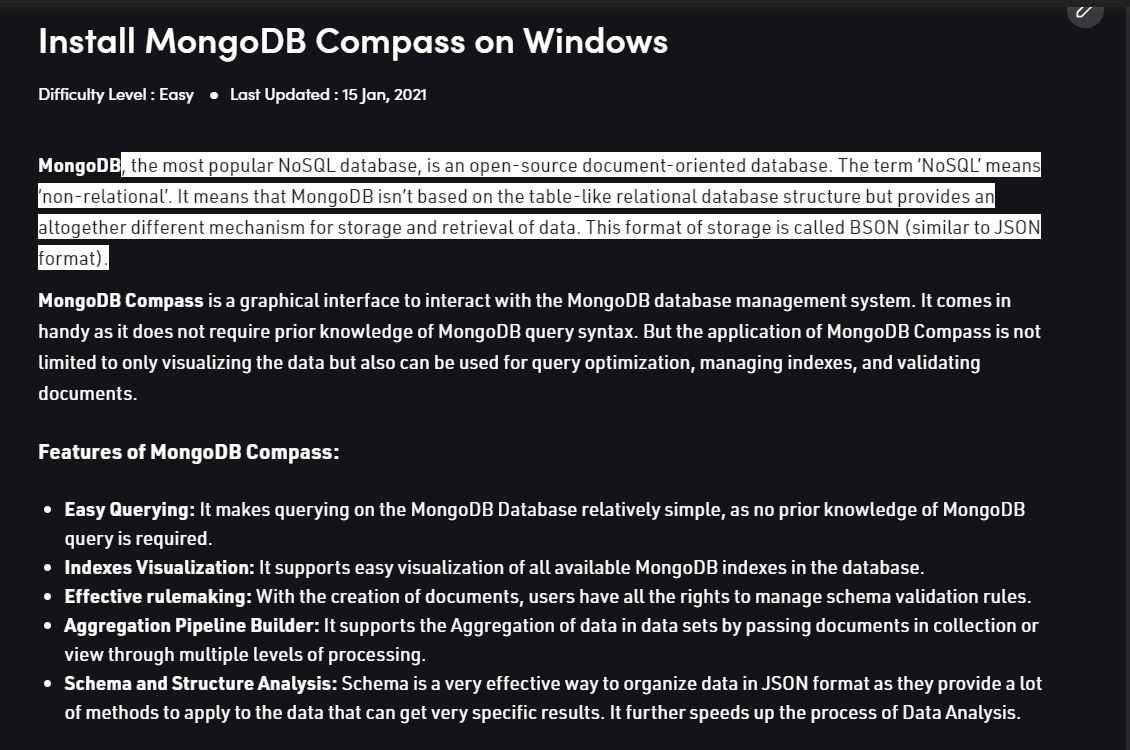 Install MongoDB Compass on Windows
Difficulty Level : Easy ● Last Updated : 15 Jan, 2021
MongoDB, the most popular NoSQL database, is an open-source document-oriented database. The term ‘NoSQL’ means
‘non-relational’. It means that MongoDB isn’t based on the table-like relational database structure but provides an
altogether different mechanism for storage and retrieval of data. This format of storage is called BSON (similar to JSON
format).
MongoDB Compass is a graphical interface to interact with the MongoDB database management system. It comes in
handy as it does not require prior knowledge of MongoDB query syntax. But the application of MongoDB Compass is not
limited to only visualizing the data but also can be used for query optimization, managing indexes, and validating
documents.
Features of MongoDB Compass:
• Easy Querying: It makes querying on the MongoDB Database relatively simple, as no prior knowledge of MongoDB
query is required.
• Indexes Visualization: It supports easy visualization of all available MongoDB indexes in the database.
• Effective rulemaking: With the creation of documents, users have all the rights to manage schema validation rules.
• Aggregation Pipeline Builder: It supports the Aggregation of data in data sets by passing documents in collection or
view through multiple levels of processing.
• Schema and Structure Analysis: Schema is a very effective way to organize data in JSON format as they provide a lot
of methods to apply to the data that can get very specific results. It further speeds up the process of Data Analysis.